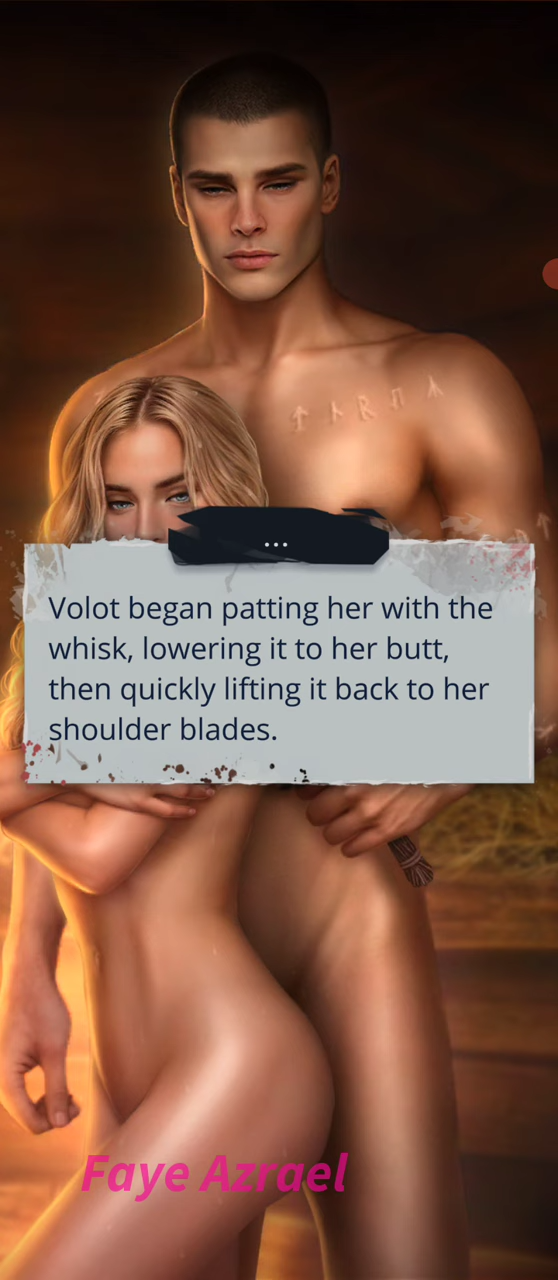 ...
Volot began patting her with the
whisk, lowering it to her butt,
then quickly lifting it back to her
shoulder blades.
Faye Azrael